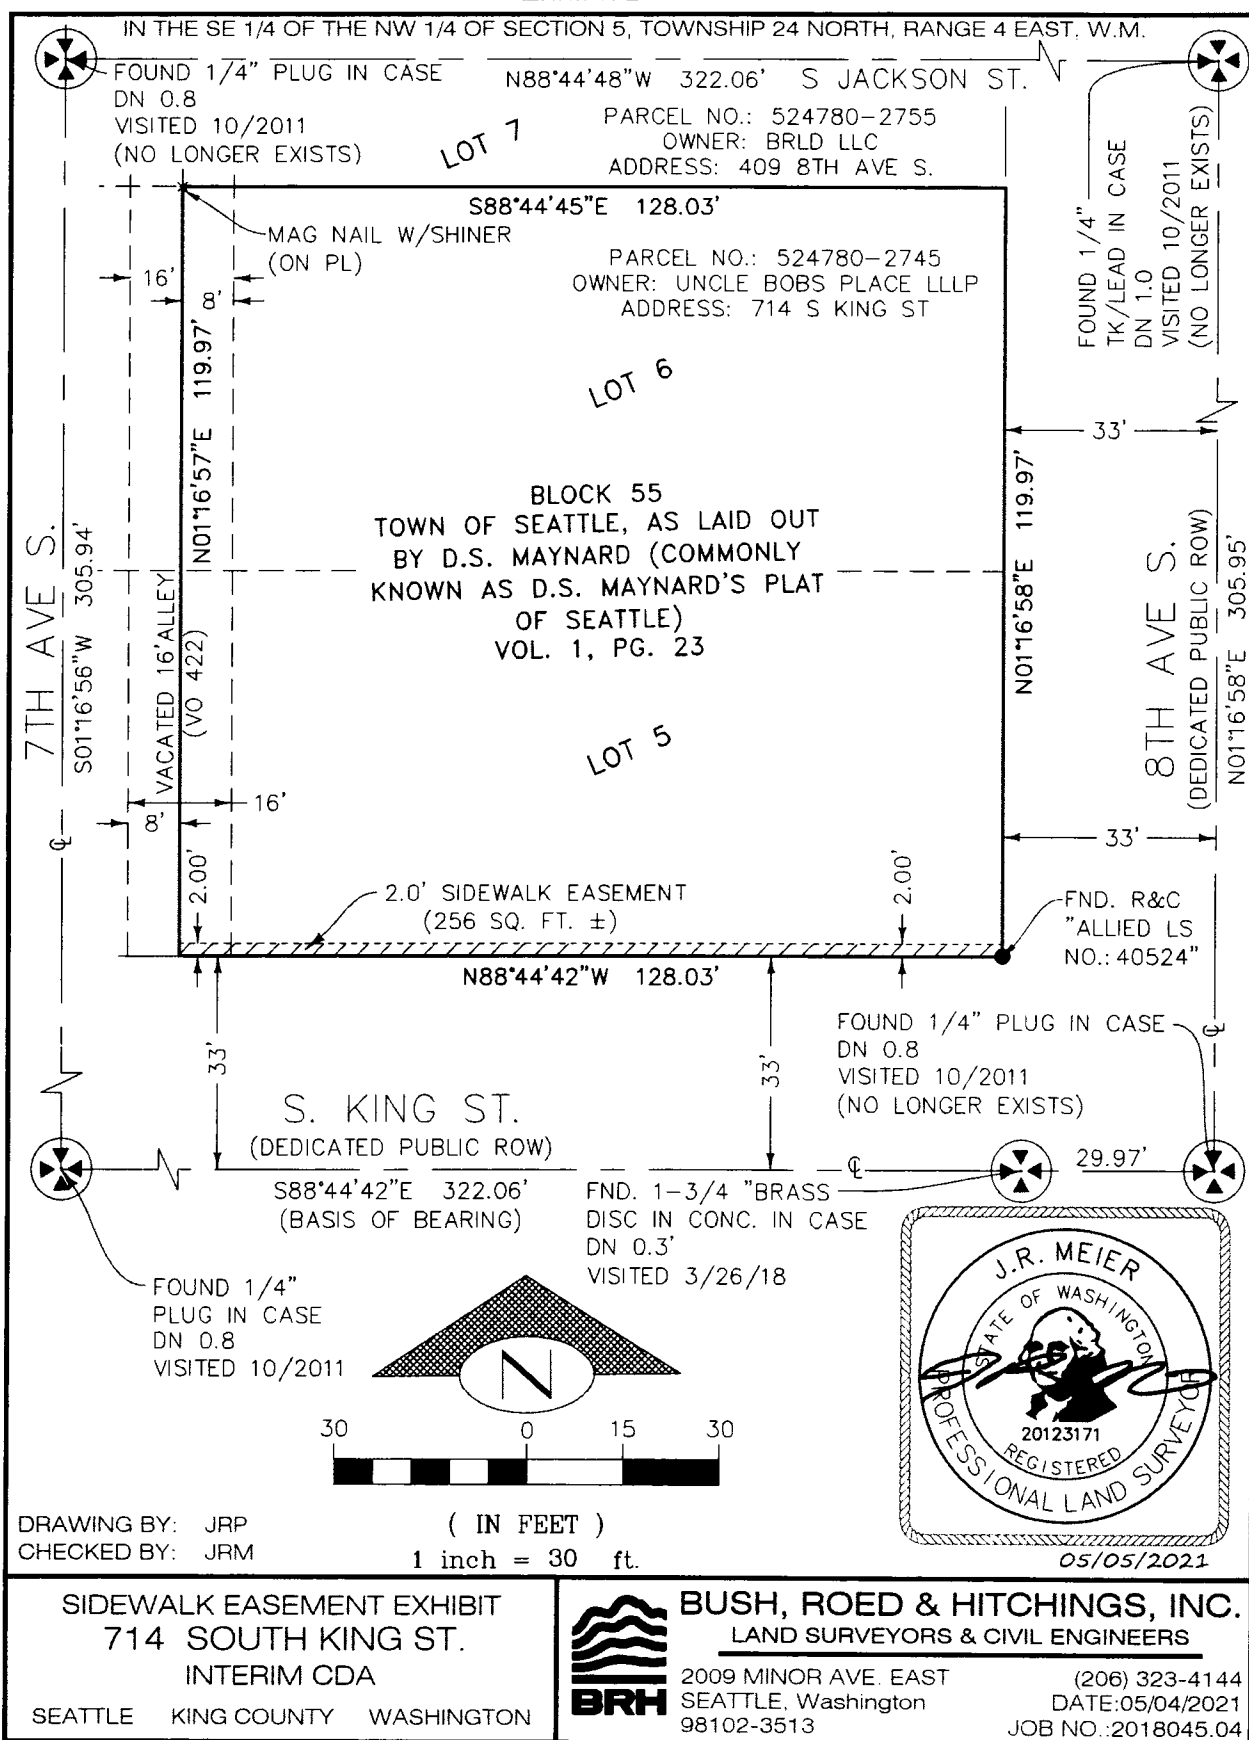 IN THE SE 1/4 OF THE NW 1/4 OF SECTION 5, TOWNSHIP 24 NORTH, RANGE 4 EAST, W.M.
FOUND 1/4" PLUG IN CASE
DN 0.8
VISITED 10/2011
(NO LONGER EXISTS)
N88°44'48"W 322.06' S JACKSON ST.
LOT 7
PARCEL NO.: 524780-2755
OWNER: BRLD LLC
ADDRESS: 409 8TH AVE S.
FOUND 1/4"
TK/LEAD IN CASE
DN 1.0
VISITED 10/2011
(NO LONGER EXISTS)
S88°44'45"E 128.03'
MAG NAIL W/SHINER
(ON PL)
16'
8'
PARCEL NO.: 524780-2745
OWNER: UNCLE BOBS PLACE LLLP
ADDRESS: 714 S KING ST
N01°16'57"E 119.97'
LOT 6
33'
BLOCK 55
TOWN OF SEATTLE, AS LAID OUT
BY D.S. MAYNARD (COMMONLY
KNOWN AS D.S. MAYNARD'S PLAT
OF SEATTLE)
VOL. 1, PG. 23
N01°16'58"E 119.97'
7TH AVE S.
S01°16'56"W 305.94'
VACATED 16'ALLEY
(VO 422)
8TH AVE S.
(DEDICATED PUBLIC ROW)
N01°16'58"E 305.95'
LOT 5
16'
8'
33'
2.00'
2.0' SIDEWALK EASEMENT
(256 SQ. FT. ±)
2.00'
FND. R&C
"ALLIED LS
NO.: 40524"
N88°44'42"W 128.03'
33'
33'
FOUND 1/4" PLUG IN CASE
DN 0.8
VISITED 10/2011
(NO LONGER EXISTS)
S. KING ST.
(DEDICATED PUBLIC ROW)
29.97'
S88°44'42"E 322.06'
(BASIS OF BEARING)
FND. 1-3/4 "BRASS
DISC IN CONC. IN CASE
DN 0.3'
VISITED 3/26/18
FOUND 1/4"
PLUG IN CASE
DN 0.8
VISITED 10/2011
N
J.R. MEIER
STATE OF WASHINGTON
20123171
REGISTERED
PROFESSIONAL LAND SURVEYOR
05/05/2021
30 0 15 30
( IN FEET )
1 inch = 30 ft.
DRAWING BY: JRP
CHECKED BY: JRM
SIDEWALK EASEMENT EXHIBIT
714 SOUTH KING ST.
INTERIM CDA
SEATTLE KING COUNTY WASHINGTON
BRH
BUSH, ROED & HITCHINGS, INC.
LAND SURVEYORS & CIVIL ENGINEERS
2009 MINOR AVE. EAST
SEATTLE, Washington
98102-3513
(206) 323-4144
DATE:05/04/2021
JOB NO.:2018045.04